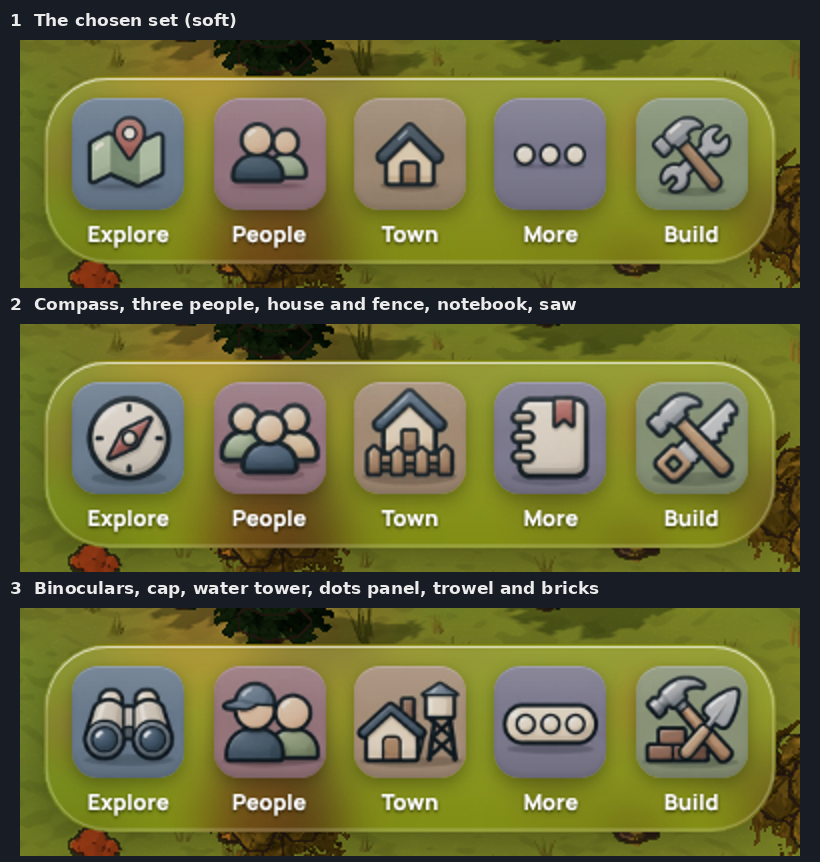 1 The chosen set (soft)
Explore People Town More Build
2 Compass, three people, house and fence, notebook, saw
Explore People Town More Build
3 Binoculars, cap, water tower, dots panel, trowel and bricks
Explore People Town More Build